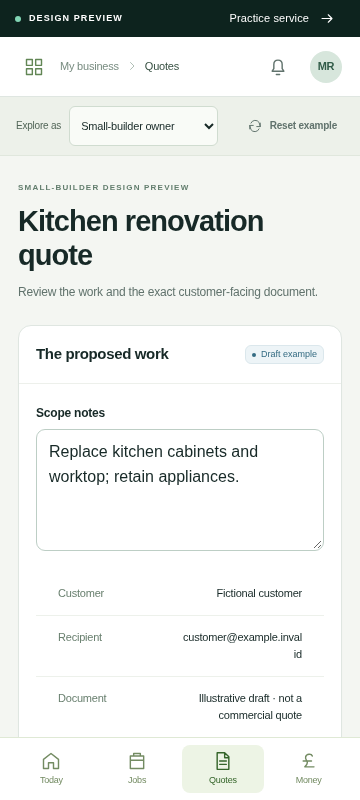 DESIGN PREVIEW
Practice service
My business
Quotes
MR
Explore as
Small-builder owner
Reset example
SMALL-BUILDER DESIGN PREVIEW
Kitchen renovation
quote
Review the work and the exact customer-facing document.
The proposed work
Draft example
Scope notes
Replace kitchen cabinets and
worktop; retain appliances.
Customer
Fictional customer
Recipient
customer@example.inval
id
Document
Illustrative draft · not a
commercial quote
Today
Jobs
Quotes
Money